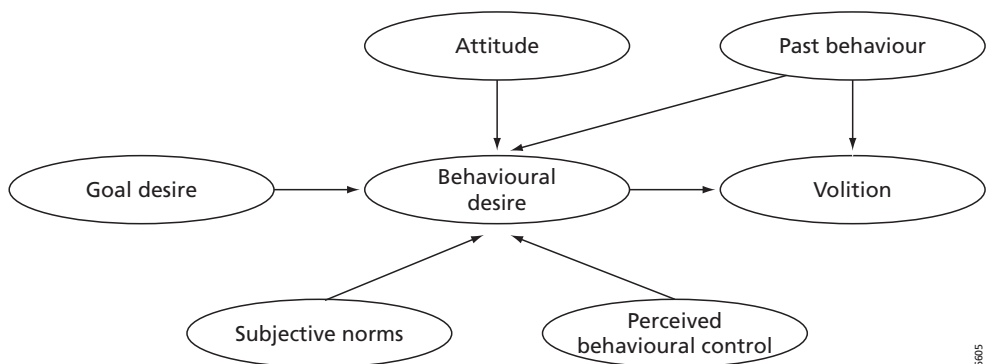 Attitude
Past behaviour
Goal desire
Behavioural
desire
Volition
Subjective norms
Perceived
behavioural control